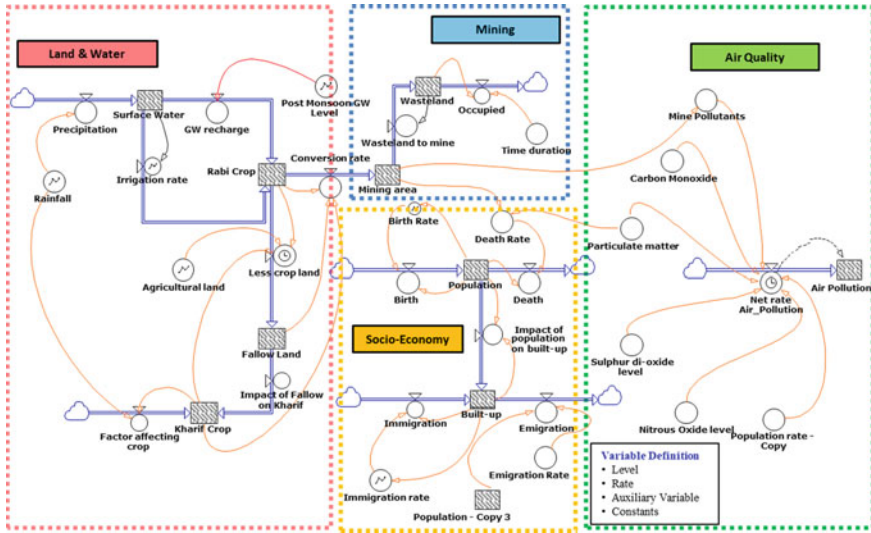 Land & Water
Precipitation
Surface Water
GW recharge
Post Monsoon GW
Level
Irrigation rate
Rainfall
Rabi Crop
Conversion rate
Agricultural land
Less crop land
Fallow Land
Impact of Fallow
on Kharif
Factor affecting
crop
Kharif Crop
Mining
Wasteland
Occupied
Wasteland to mine
Time duration
Mining area
Birth Rate
Death Rate
Birth
Population
Death
Socio-Economy
Impact of
population
on built-up
Immigration
Built-up
Emigration
Immigration rate
Emigration Rate
Population - Copy 3
Air Quality
Mine Pollutants
Carbon Monoxide
Particulate matter
Net rate
Air_Pollution
Air Pollution
Sulphur di-oxide
level
Nitrous Oxide level
Population rate -
Copy
Variable Definition
• Level
• Rate
• Auxiliary Variable
• Constants